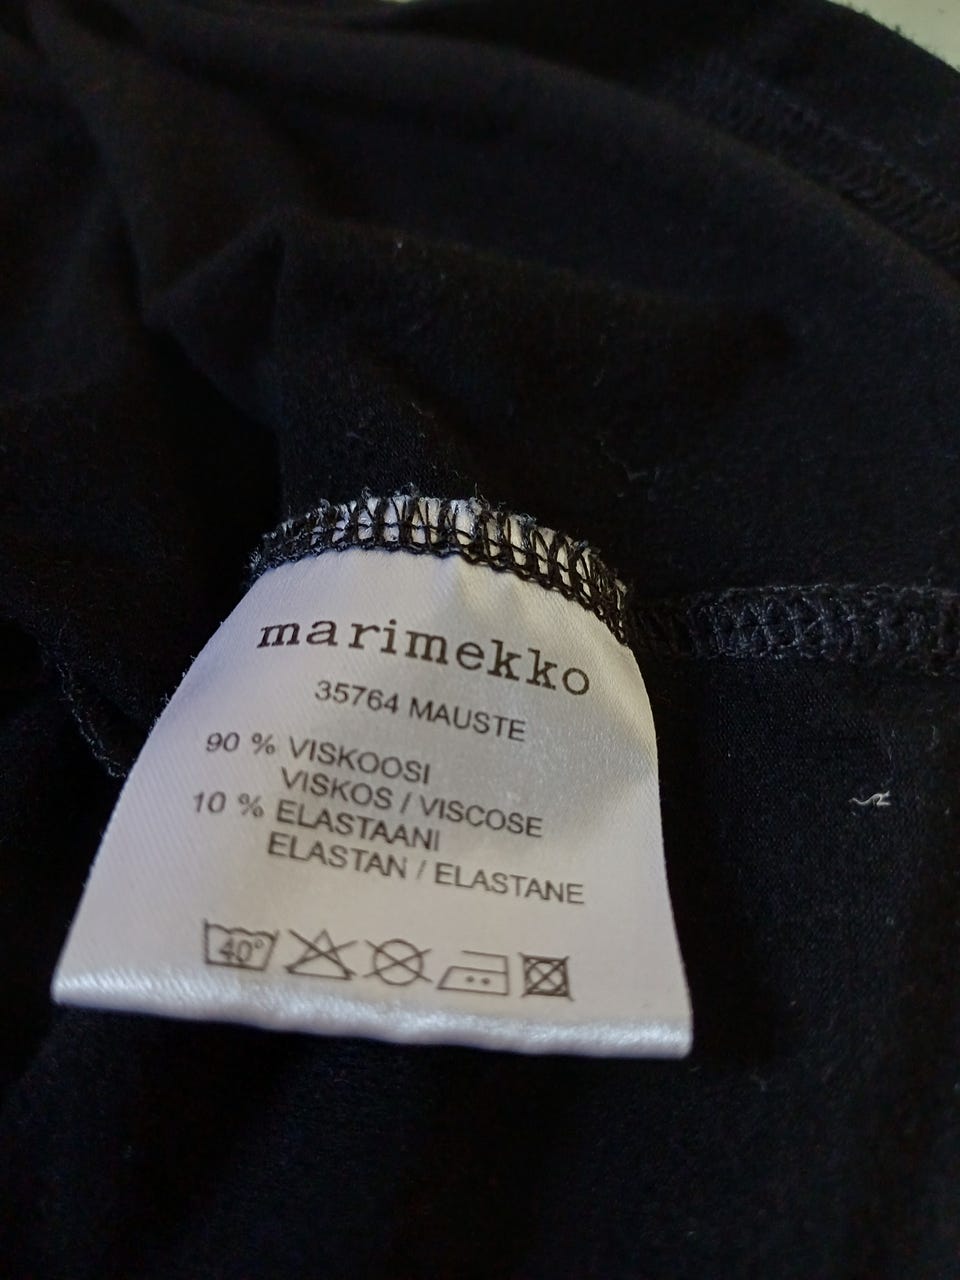 marimekko
35764 MAUSTE
90 % VISKOOSI
VISKOS / VISCOSE
10 % ELASTAANI
ELASTAN / ELASTANE
40°